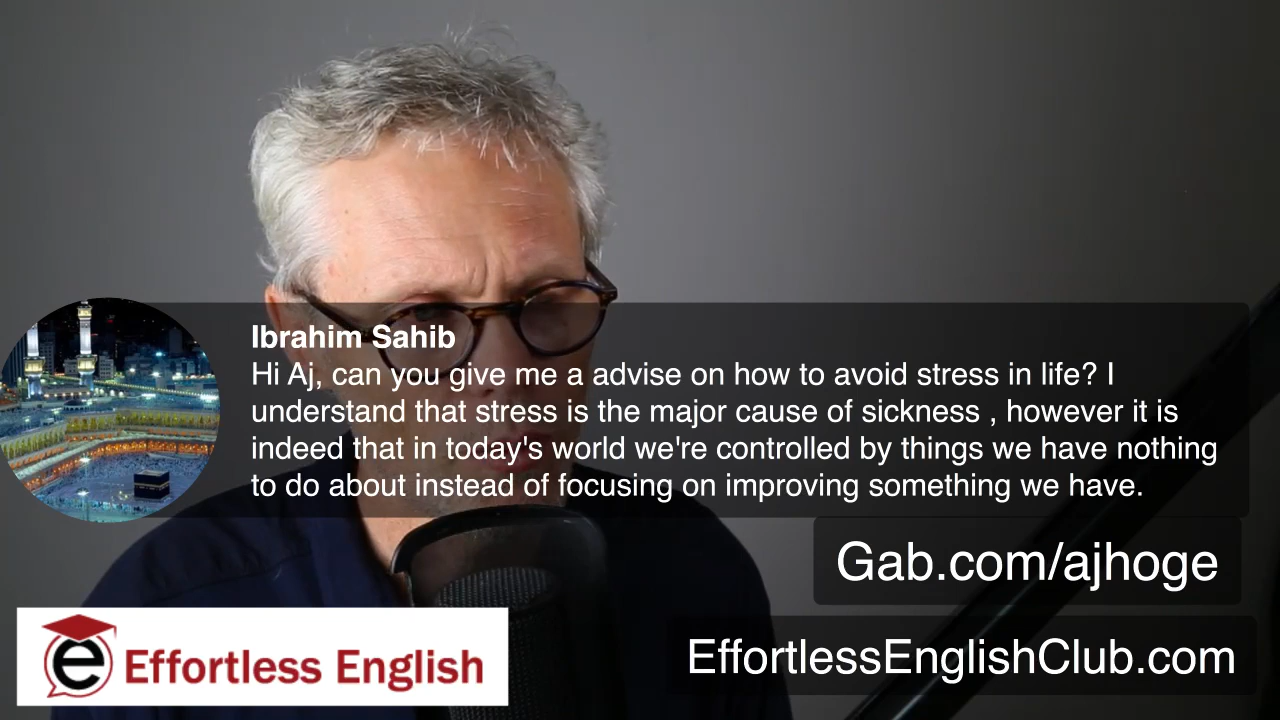 Ibrahim Sahib
Hi Aj, can you give me a advise on how to avoid stress in life? I
understand that stress is the major cause of sickness , however it is
indeed that in today's world we're controlled by things we have nothing
to do about instead of focusing on improving something we have.
Gab.com/ajhoge
EffortlessEnglishClub.com
e Effortless English